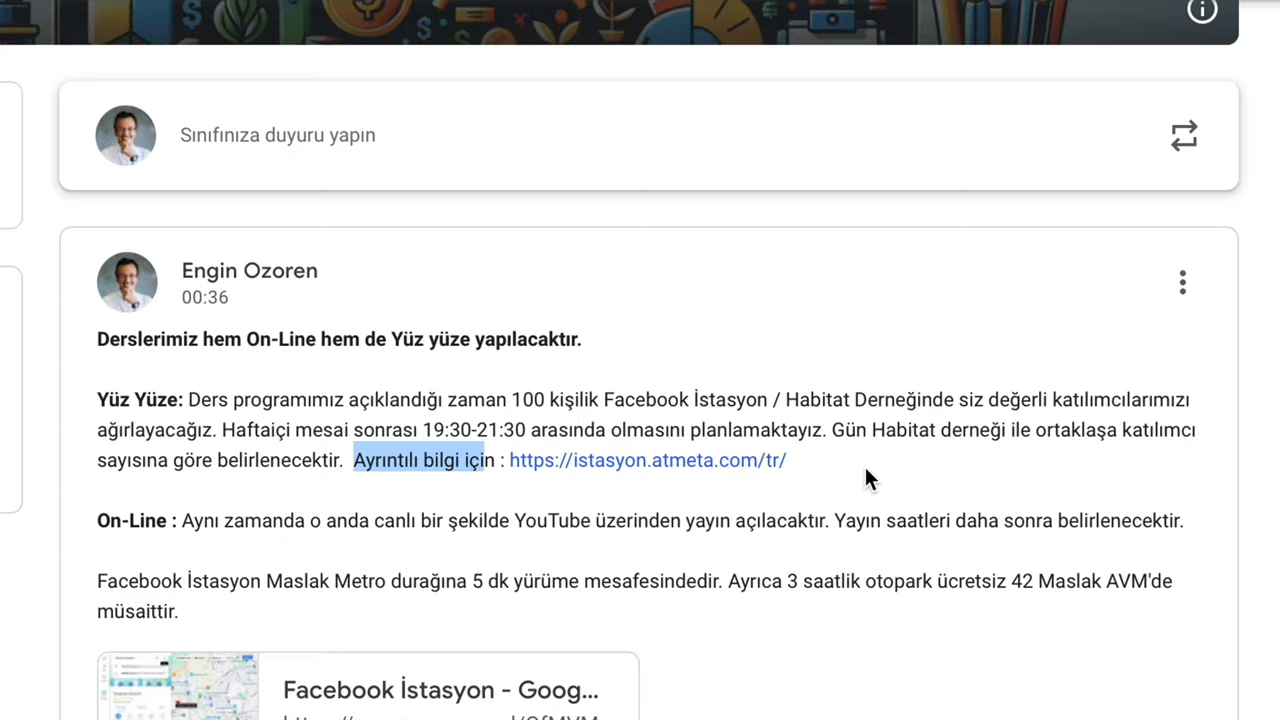 Sınıfınıza duyuru yapın
Engin Ozoren
00:36
Derslerimiz hem On-Line hem de Yüz yüze yapılacaktır.
Yüz Yüze: Ders programımız açıklandığı zaman 100 kişilik Facebook İstasyon / Habitat Derneğinde siz değerli katılımcılarımızı
ağırlayacağız. Haftaiçi mesai sonrası 19:30-21:30 arasında olmasını planlamaktayız. Gün Habitat derneği ile ortaklaşa katılımcı
sayısına göre belirlenecektir. Ayrıntılı bilgi için : https://istasyon.atmeta.com/tr/
On-Line : Aynı zamanda o anda canlı bir şekilde YouTube üzerinden yayın açılacaktır. Yayın saatleri daha sonra belirlenecektir.
Facebook İstasyon Maslak Metro durağına 5 dk yürüme mesafesindedir. Ayrıca 3 saatlik otopark ücretsiz 42 Maslak AVM'de
müsaittir.
Facebook İstasyon - Goog...